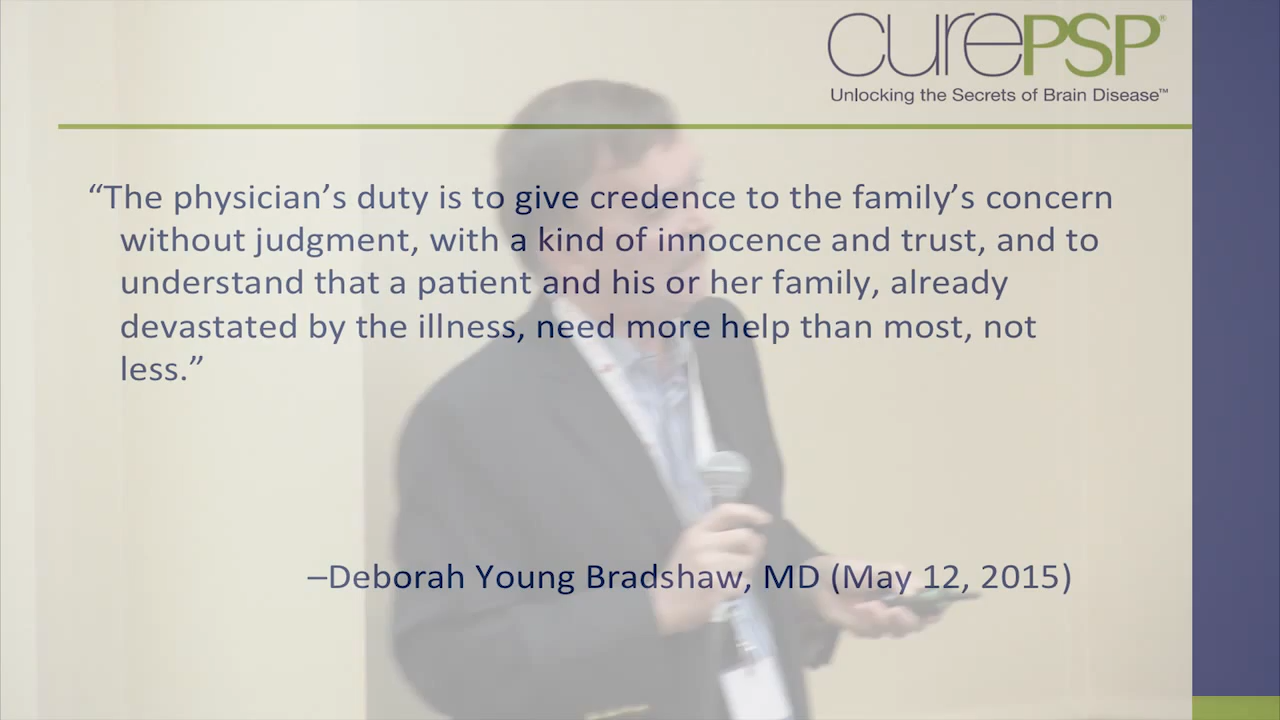 curePSP®
Unlocking the Secrets of Brain Disease™
“The physician’s duty is to give credence to the family’s concern
without judgment, with a kind of innocence and trust, and to
understand that a patient and his or her family, already
devastated by the illness, need more help than most, not
less.”
–Deborah Young Bradshaw, MD (May 12, 2015)